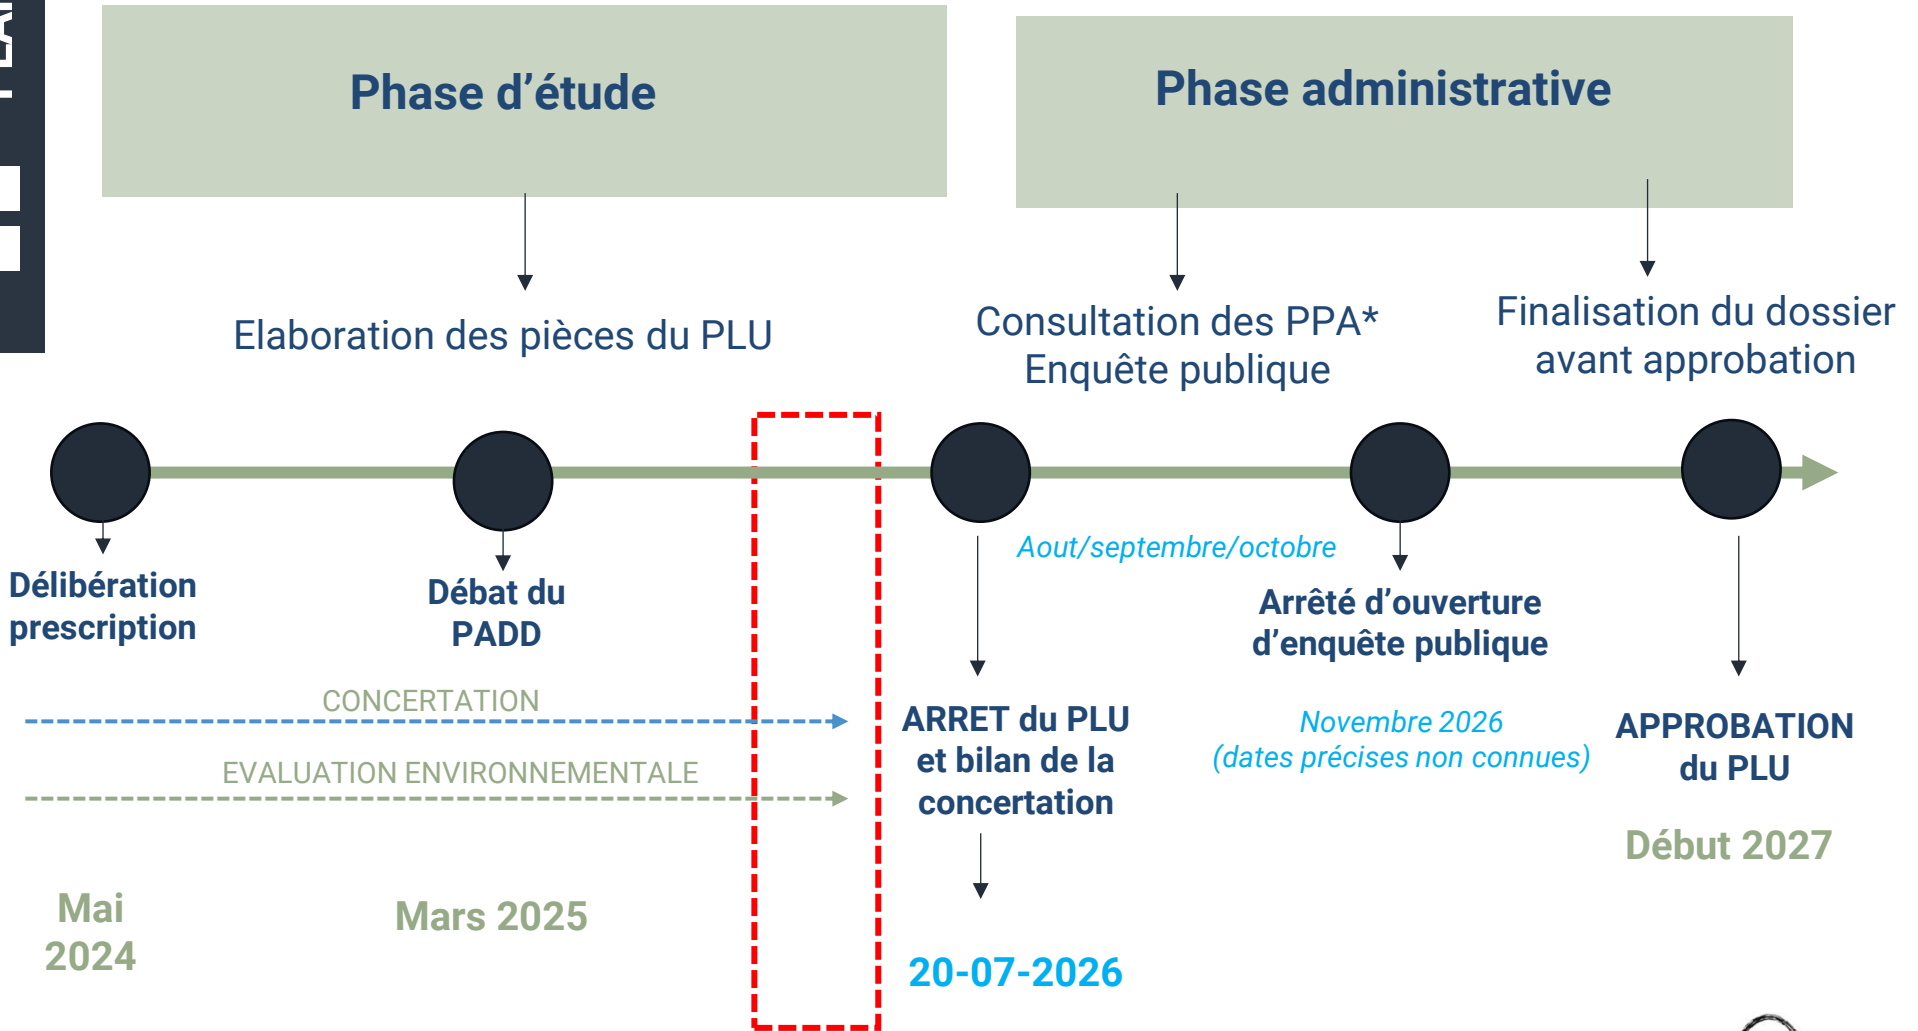 Phase d’étude
Phase administrative
Elaboration des pièces du PLU
Consultation des PPA*
Enquête publique
Finalisation du dossier
avant approbation
Délibération
prescription
Débat du
PADD
Aout/septembre/octobre
Arrêté d’ouverture
d’enquête publique
CONCERTATION
EVALUATION ENVIRONNEMENTALE
ARRET du PLU
et bilan de la
concertation
Novembre 2026
(dates précises non connues)
APPROBATION
du PLU
Début 2027
Mai
2024
Mars 2025
20-07-2026